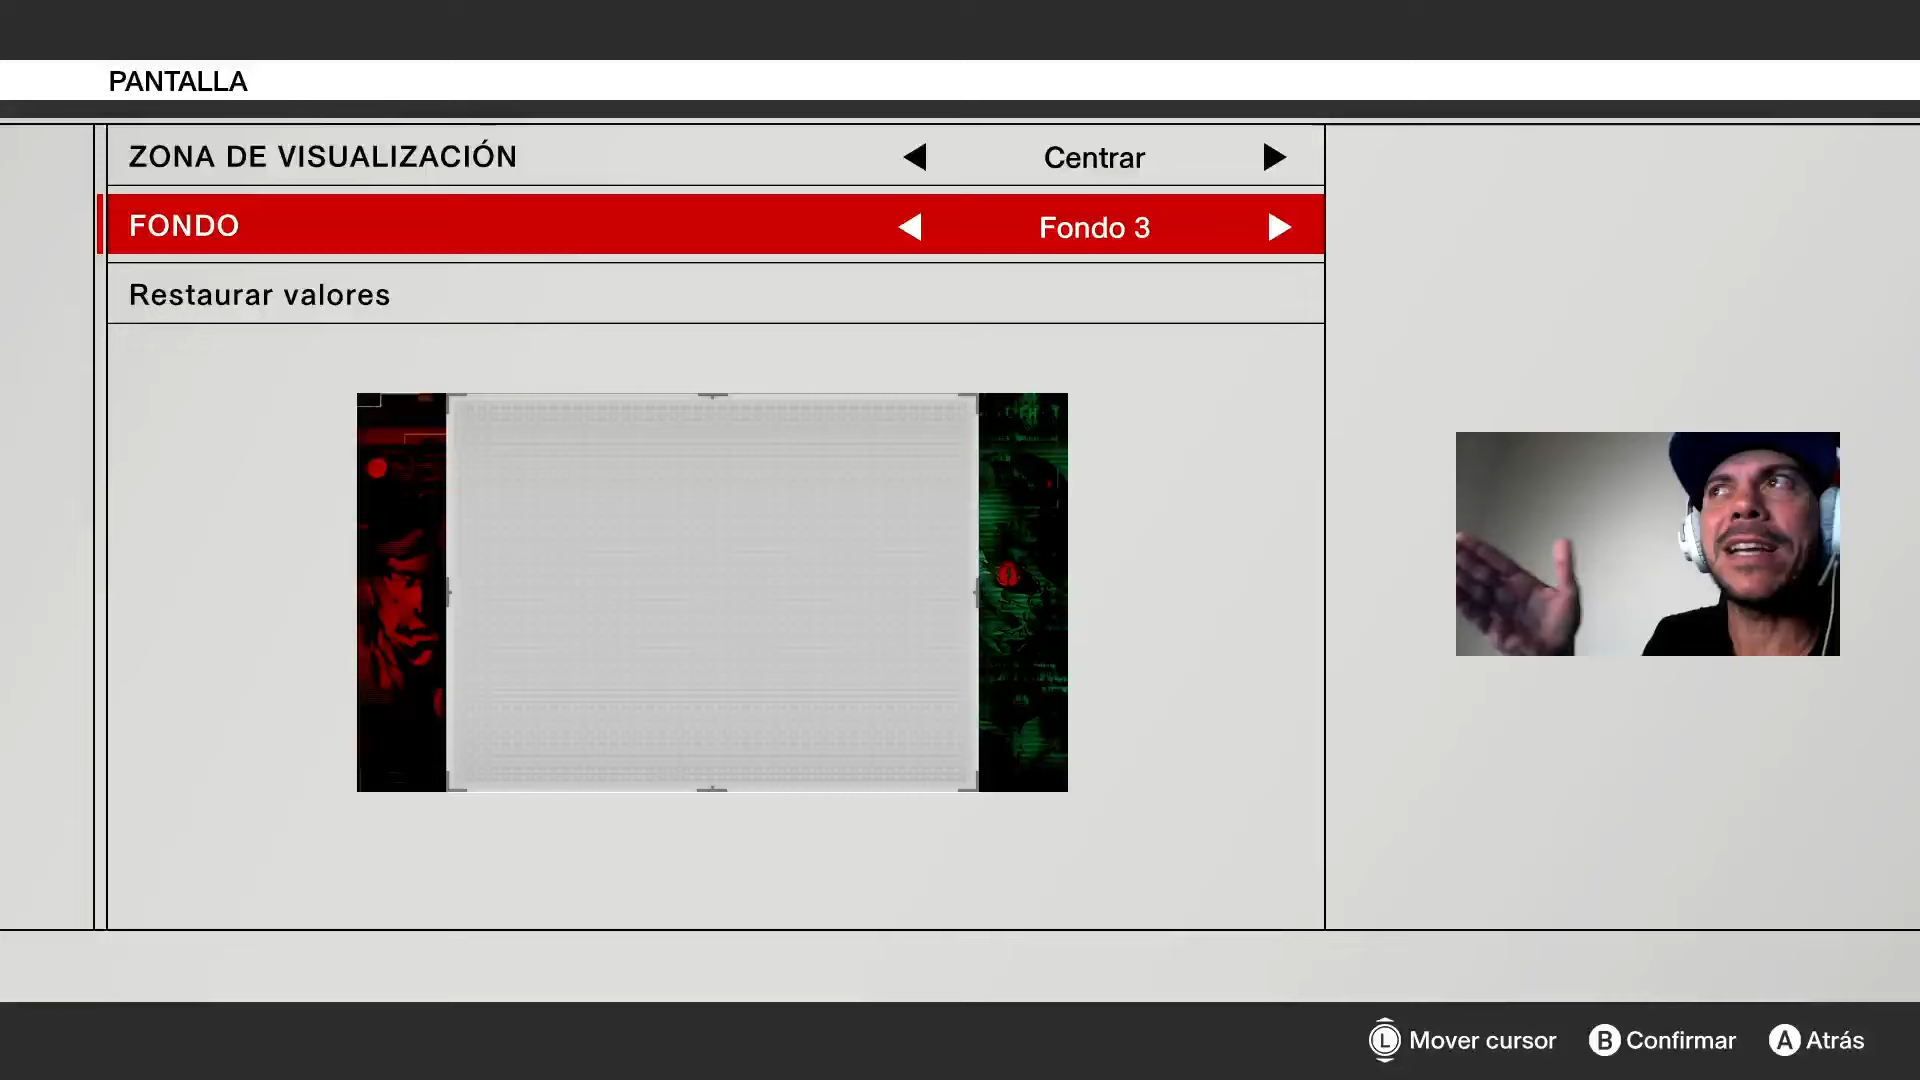 PANTALLA
ZONA DE VISUALIZACIÓN
Centrar
FONDO
Fondo 3
Restaurar valores
L Mover cursor B Confirmar A Atrás